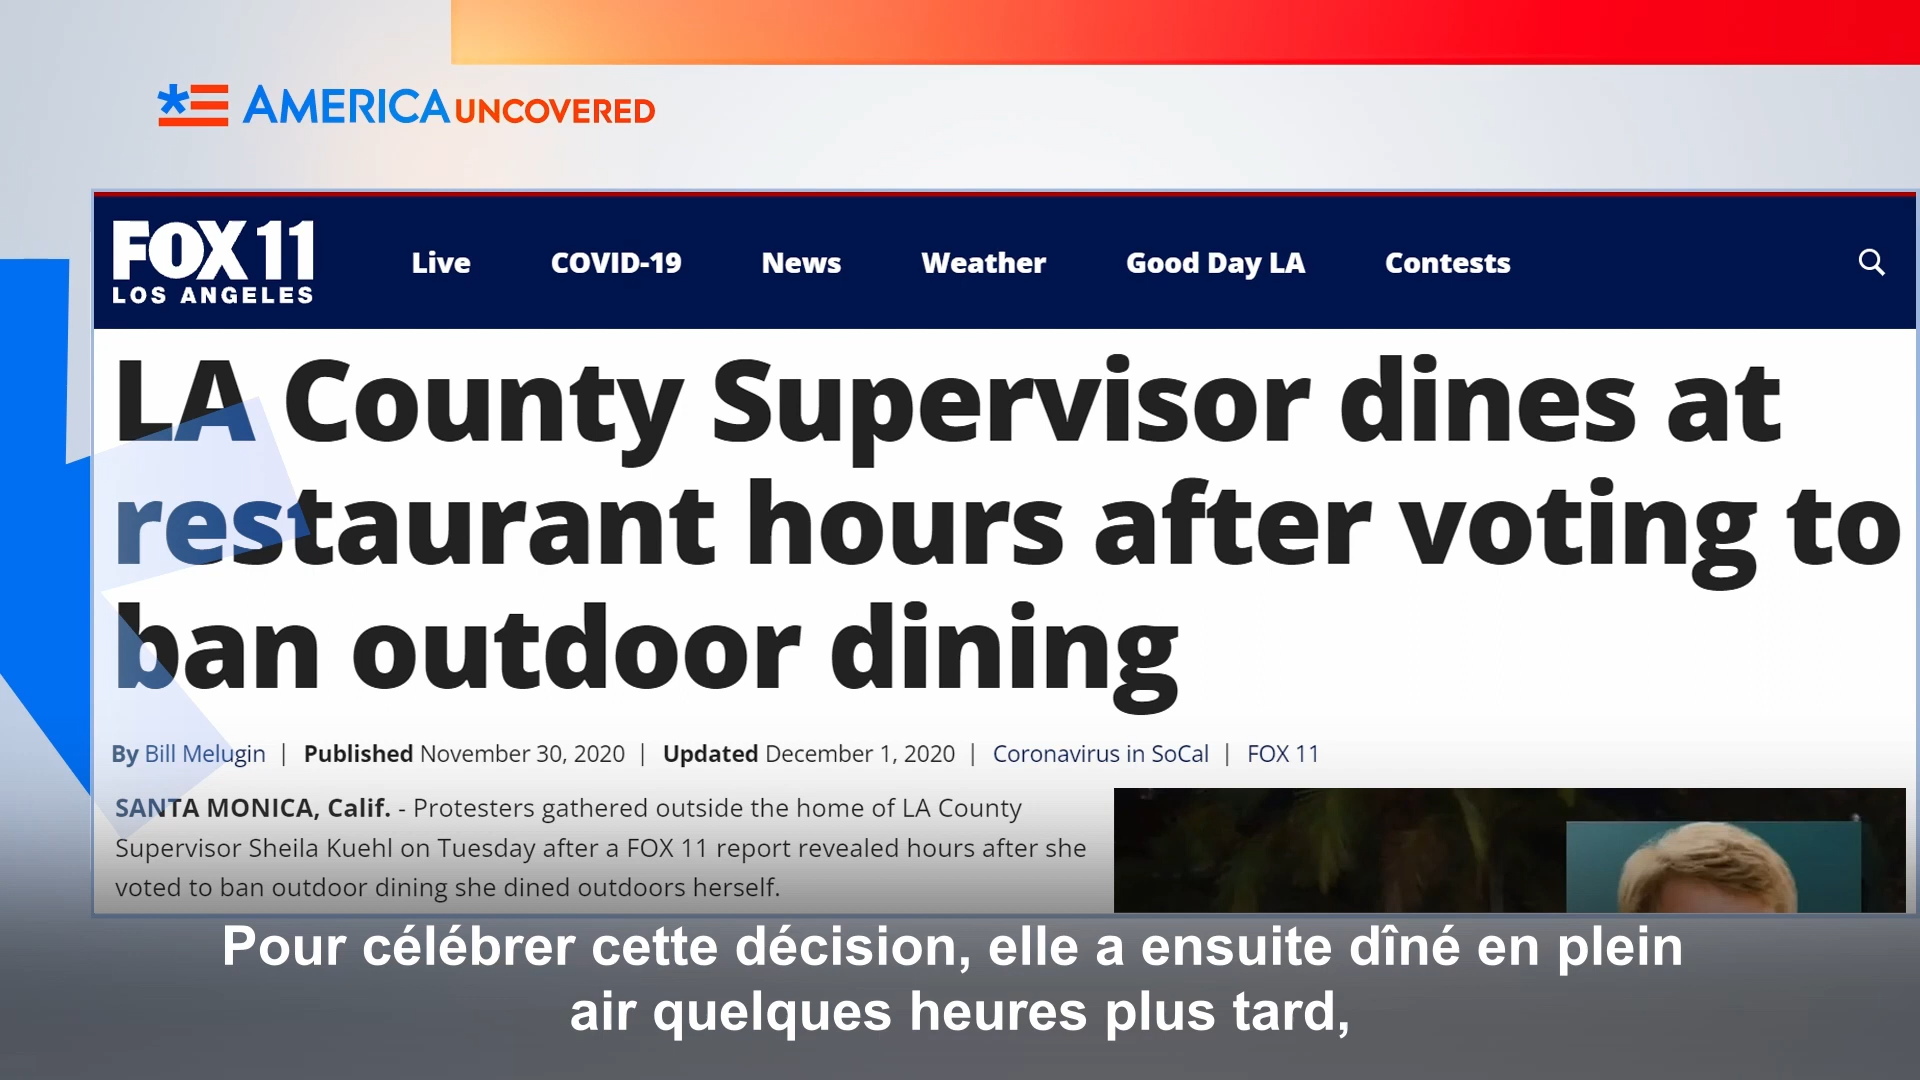 AMERICA UNCOVERED
FOX 11
LOS ANGELES
Live COVID-19 News Weather Good Day LA Contests
LA County Supervisor dines at
restaurant hours after voting to
ban outdoor dining
By Bill Melugin | Published November 30, 2020 | Updated December 1, 2020 | Coronavirus in SoCal | FOX 11
SANTA MONICA, Calif. - Protesters gathered outside the home of LA County
Supervisor Sheila Kuehl on Tuesday after a FOX 11 report revealed hours after she
voted to ban outdoor dining she dined outdoors herself.
Pour célébrer cette décision, elle a ensuite dîné en plein
air quelques heures plus tard,